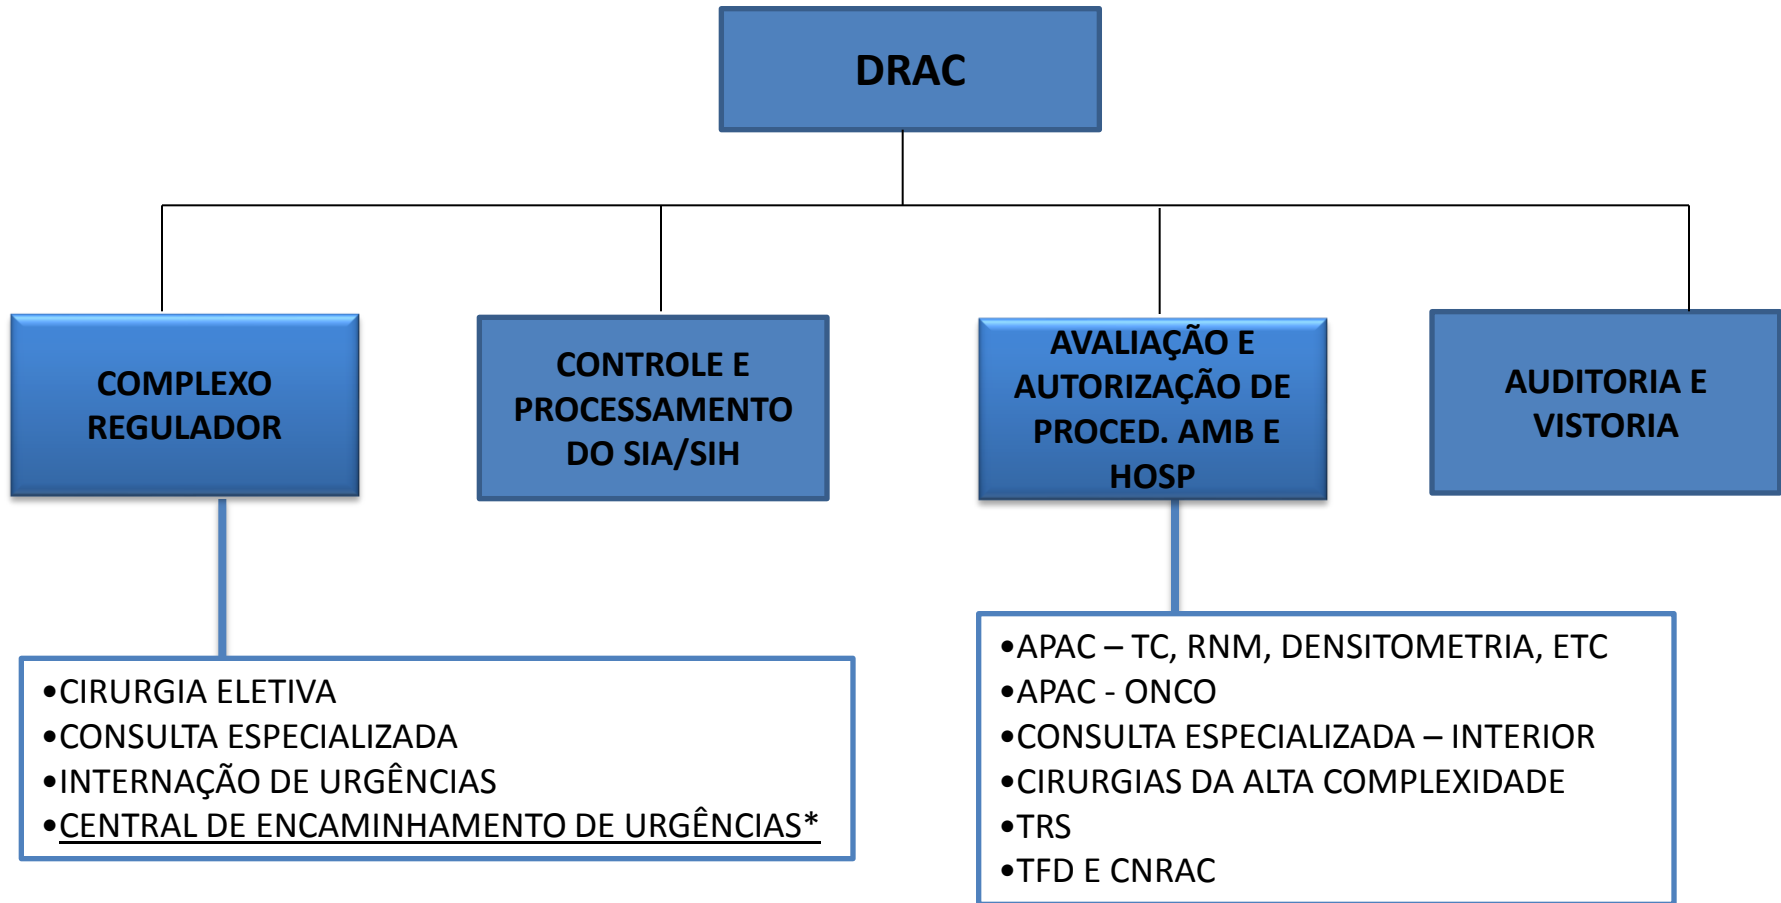 DRAC
COMPLEXO
REGULADOR
CONTROLE E
PROCESSAMENTO
DO SIA/SIH
AVALIAÇÃO E
AUTORIZAÇÃO DE
PROCED. AMB E
HOSP
AUDITORIA E
VISTORIA
•CIRURGIA ELETIVA
•CONSULTA ESPECIALIZADA
•INTERNAÇÃO DE URGÊNCIAS
•CENTRAL DE ENCAMINHAMENTO DE URGÊNCIAS*
•APAC – TC, RNM, DENSITOMETRIA, ETC
•APAC - ONCO
•CONSULTA ESPECIALIZADA – INTERIOR
•CIRURGIAS DA ALTA COMPLEXIDADE
•TRS
•TFD E CNRAC